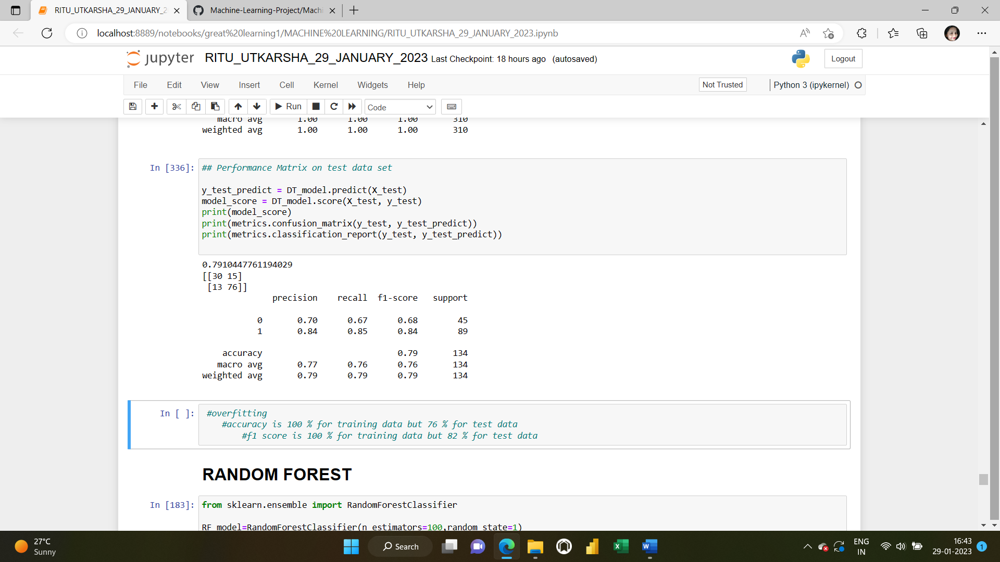 RITU_UTKARSHA_29_JANUARY_2
Machine-Learning-Project/Machi
localhost:8889/notebooks/great%20learning1/MACHINE%20LEARNING/RITU_UTKARSHA_29_JANUARY_2023.ipynb
jupyter RITU_UTKARSHA_29_JANUARY_2023 Last Checkpoint: 18 hours ago (autosaved)
Logout
File Edit View Insert Cell Kernel Widgets Help
Not Trusted
Python 3 (ipykernel)
Run
Code
macro avg 1.00 1.00 1.00 310
weighted avg 1.00 1.00 1.00 310
In [336]: ## Performance Matrix on test data set
y_test_predict = DT_model.predict(X_test)
model_score = DT_model.score(X_test, y_test)
print(model_score)
print(metrics.confusion_matrix(y_test, y_test_predict))
print(metrics.classification_report(y_test, y_test_predict))
0.7910447761194029
[[30 15]
[13 76]]
precision recall f1-score support
0 0.70 0.67 0.68 45
1 0.84 0.85 0.84 89
accuracy 0.79 134
macro avg 0.77 0.76 0.76 134
weighted avg 0.79 0.79 0.79 134
In [ ]: #overfitting
#accuracy is 100 % for training data but 76 % for test data
#f1 score is 100 % for training data but 82 % for test data
RANDOM FOREST
In [183]: from sklearn.ensemble import RandomForestClassifier
RF_model=RandomForestClassifier(n_estimators=100,random_state=1)
27°C
Sunny
Search
ENG
IN
16:43
29-01-2023
1